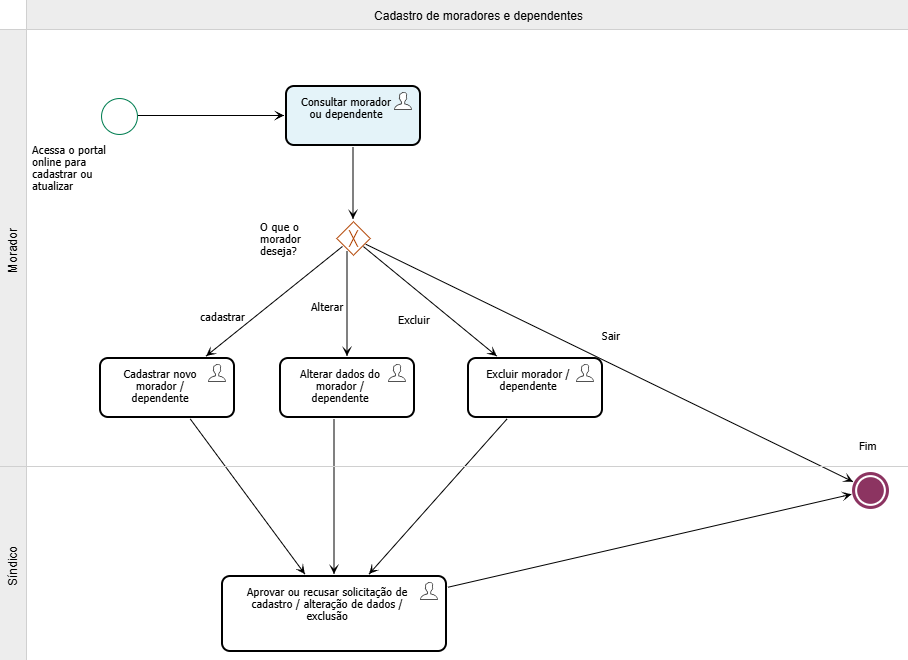 Cadastro de moradores e dependentes
Morador
Consultar morador
ou dependente
Acessa o portal
online para
cadastrar ou
atualizar
O que o
morador
deseja?
cadastrar
Alterar
Excluir
Sair
Cadastrar novo
morador /
dependente
Alterar dados do
morador /
dependente
Excluir morador /
dependente
Fim
Síndico
Aprovar ou recusar solicitação de
cadastro / alteração de dados /
exclusão